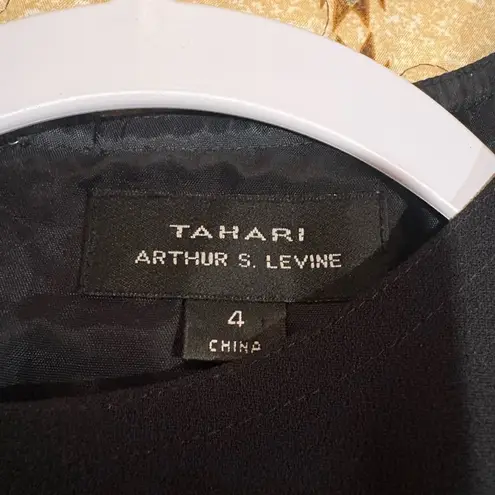 TAHARI
ARTHUR S. LEVINE
4
CHINA